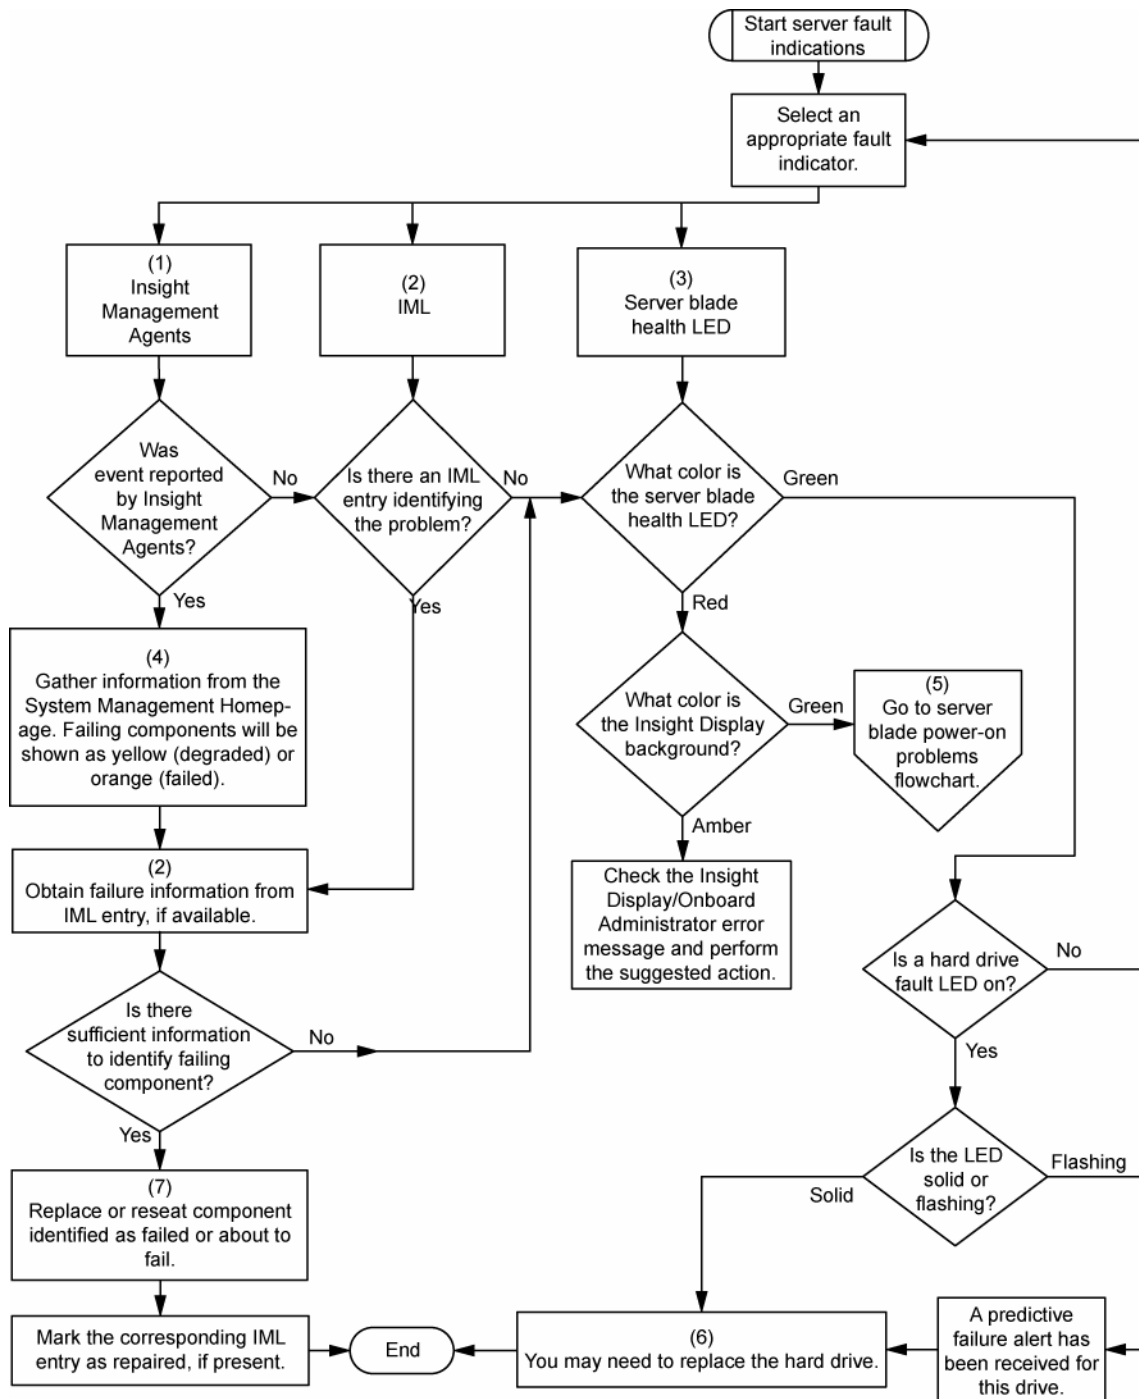 Start server fault
indications
Select an
appropriate fault
indicator.
(1)
Insight
Management
Agents
(2)
IML
(3)
Server blade
health LED
Was
event reported
by Insight
Management
Agents?
No
Is there an IML
entry identifying
the problem?
No
What color is
the server blade
health LED?
Green
Yes
Yes
Red
(4)
Gather information from the
System Management Homep-
age. Failing components will be
shown as yellow (degraded) or
orange (failed).
What color is
the Insight Display
background?
Green
(5)
Go to server
blade power-on
problems
flowchart.
Amber
(2)
Obtain failure information from
IML entry, if available.
Check the Insight
Display/Onboard
Administrator error
message and perform
the suggested action.
Is a hard drive
fault LED on?
No
Yes
Is there
sufficient information
to identify failing
component?
No
Yes
Is the LED
solid or
flashing?
Flashing
Solid
(7)
Replace or reseat component
identified as failed or about to
fail.
Mark the corresponding IML
entry as repaired, if present.
End
(6)
You may need to replace the hard drive.
A predictive
failure alert has
been received for
this drive.